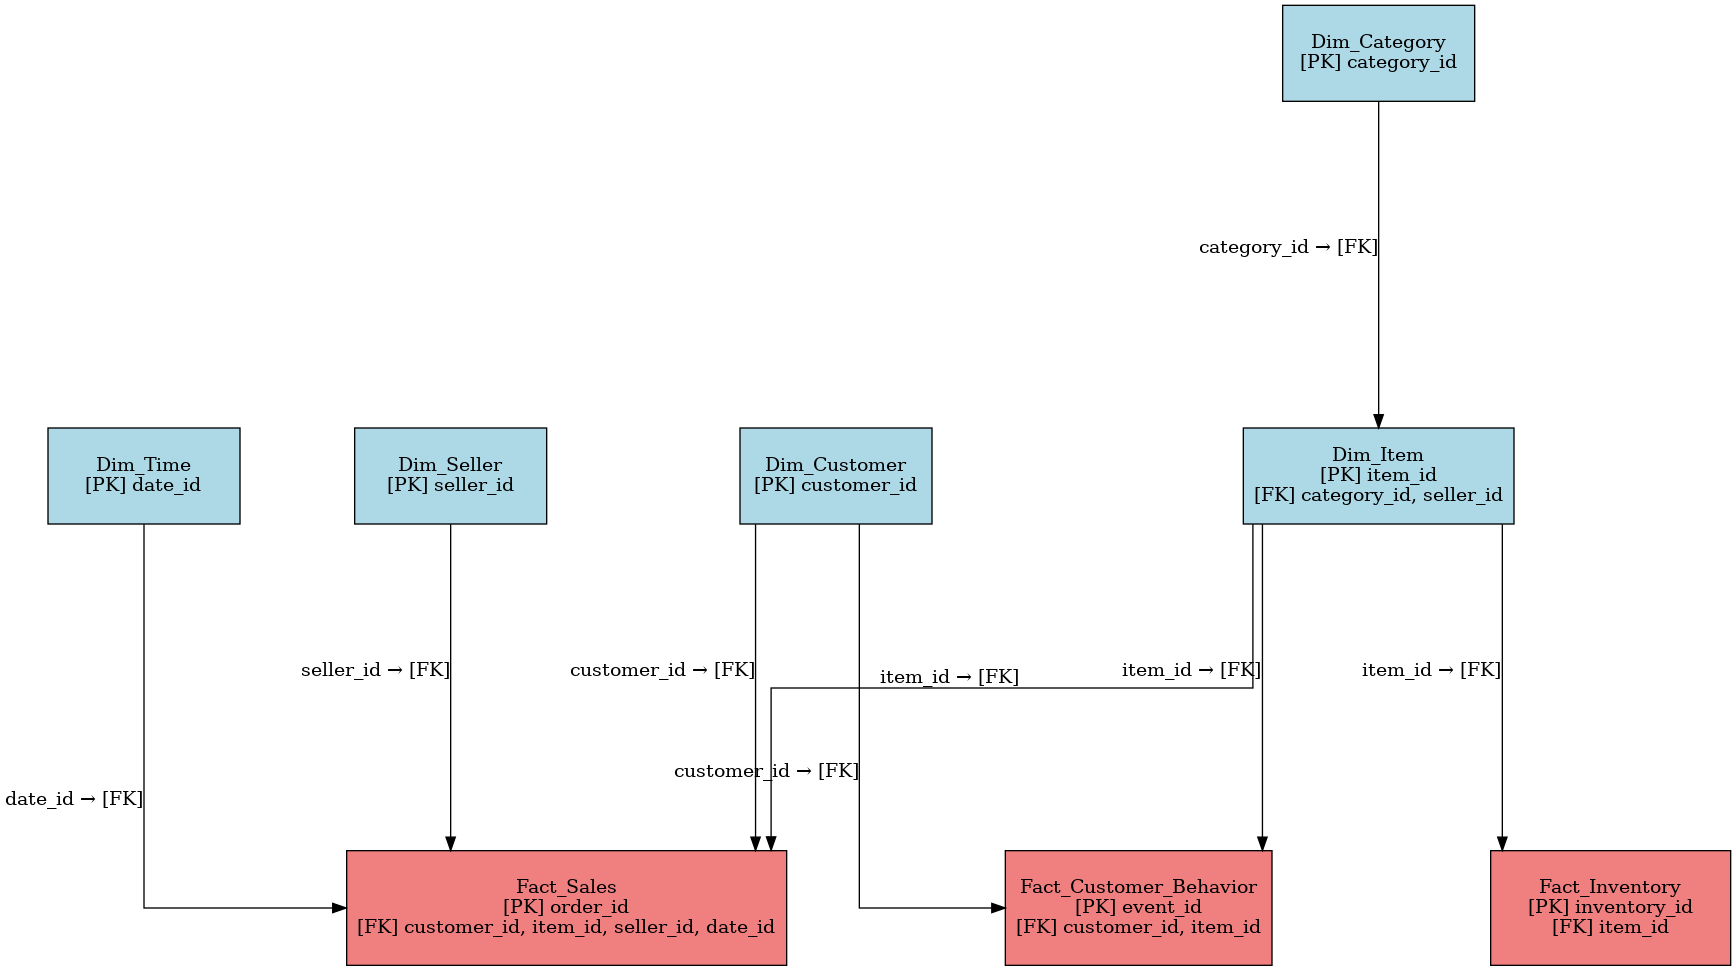 Dim_Category
[PK] category_id
category_id → [FK]
Dim_Time
[PK] date_id
Dim_Seller
[PK] seller_id
Dim_Customer
[PK] customer_id
Dim_Item
[PK] item_id
[FK] category_id, seller_id
seller_id → [FK]
customer_id → [FK]
item_id → [FK]
item_id → [FK]
item_id → [FK]
customer_id → [FK]
date_id → [FK]
Fact_Sales
[PK] order_id
[FK] customer_id, item_id, seller_id, date_id
Fact_Customer_Behavior
[PK] event_id
[FK] customer_id, item_id
Fact_Inventory
[PK] inventory_id
[FK] item_id